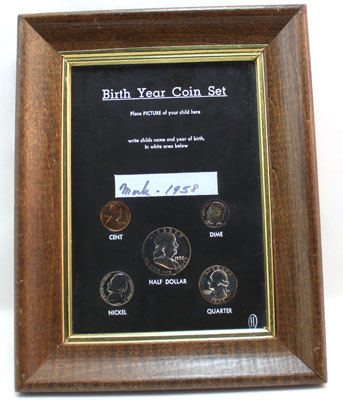 Birth Year Coin Set
Place PICTURE of your child here
write childs name and year of birth,
in white area below
Mark - 1958
CENT
DIME
HALF DOLLAR
NICKEL
QUARTER